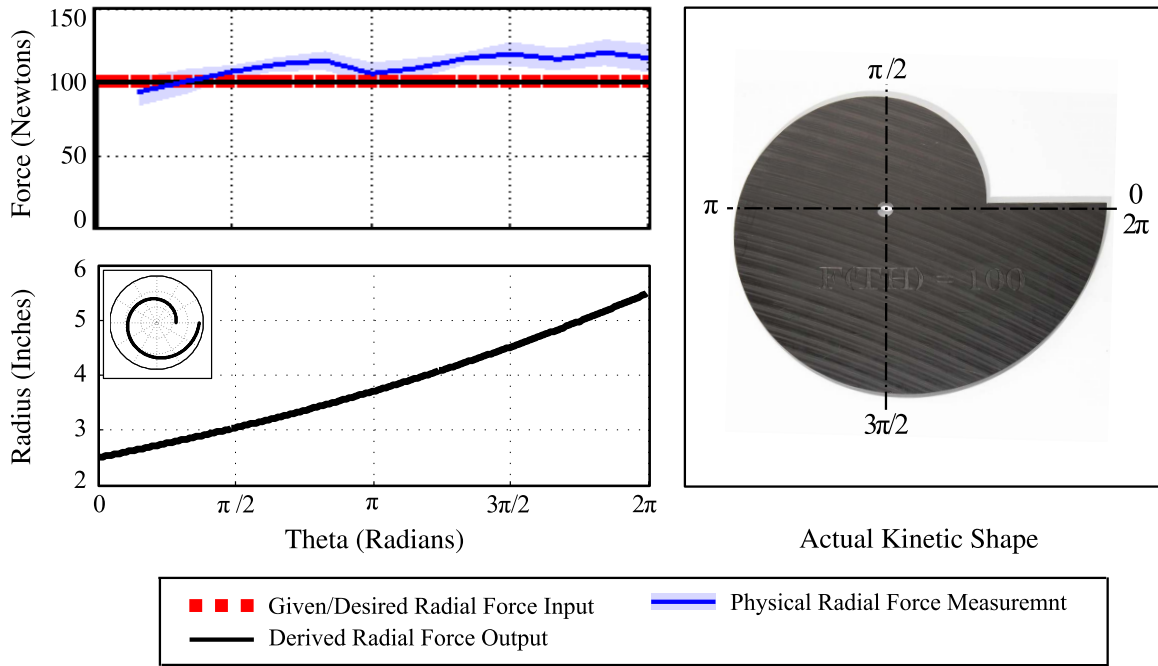 150
100
50
0
Force (Newtons)
6
5
4
3
2
Radius (Inches)
0
π/2
π
3π/2
2π
Theta (Radians)
π/2
π
0
2π
3π/2
F(TH) = 100
Actual Kinetic Shape
Given/Desired Radial Force Input
Derived Radial Force Output
Physical Radial Force Measuremnt